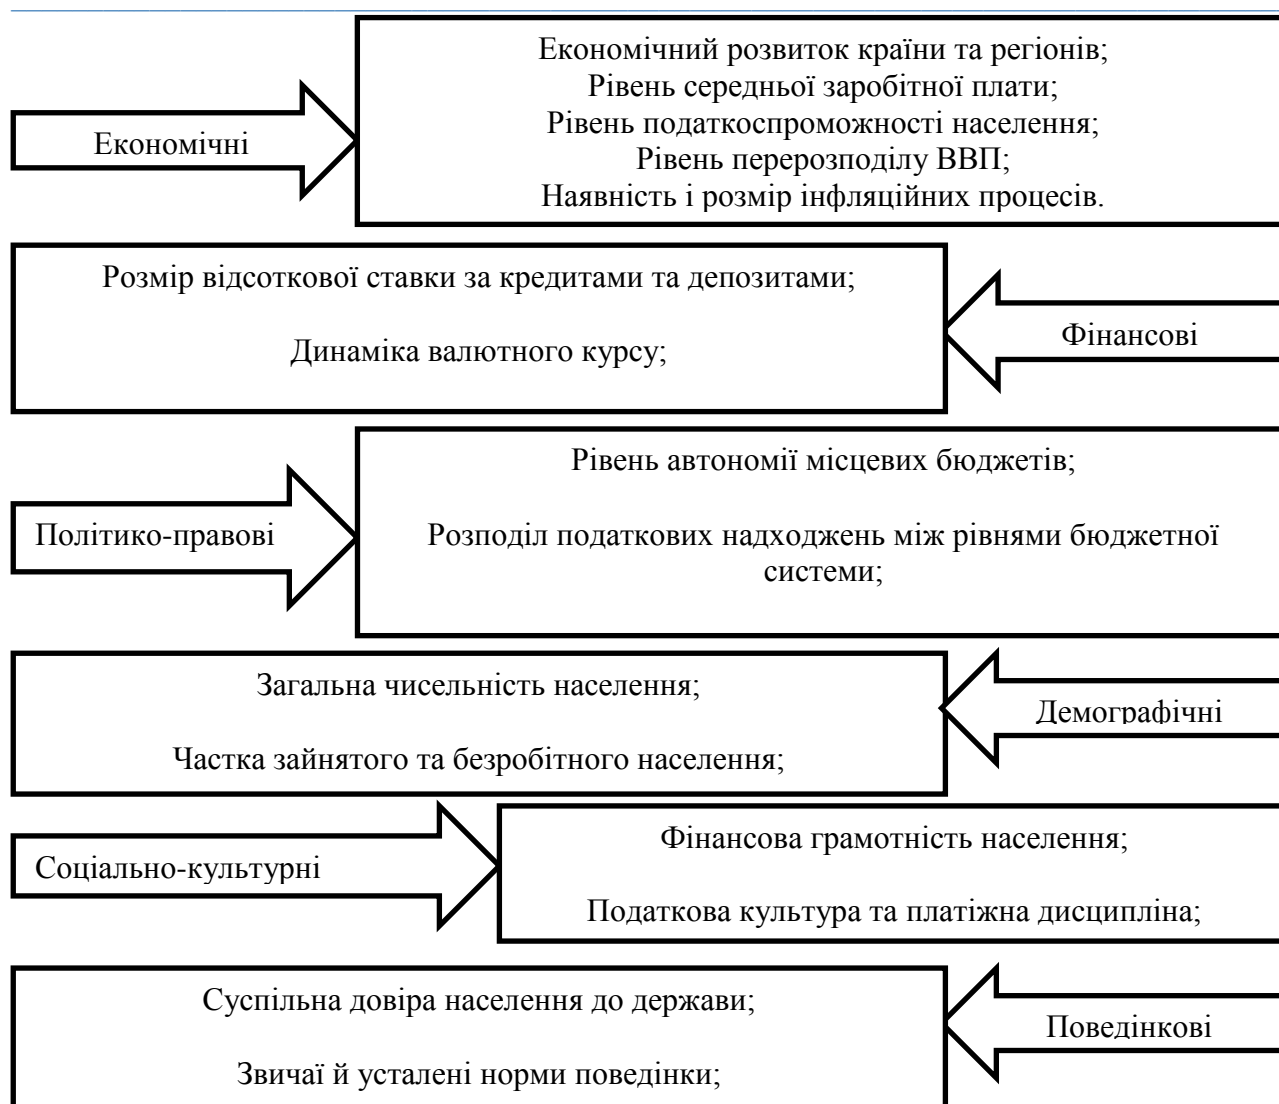 Економічні
Економічний розвиток країни та регіонів;
Рівень середньої заробітної плати;
Рівень податкоспроможності населення;
Рівень перерозподілу ВВП;
Наявність і розмір інфляційних процесів.
Розмір відсоткової ставки за кредитами та депозитами;
Динаміка валютного курсу;
Фінансові
Політико-правові
Рівень автономії місцевих бюджетів;
Розподіл податкових надходжень між рівнями бюджетної
системи;
Загальна чисельність населення;
Частка зайнятого та безробітного населення;
Демографічні
Соціально-культурні
Фінансова грамотність населення;
Податкова культура та платіжна дисципліна;
Суспільна довіра населення до держави;
Звичаї й усталені норми поведінки;
Поведінкові